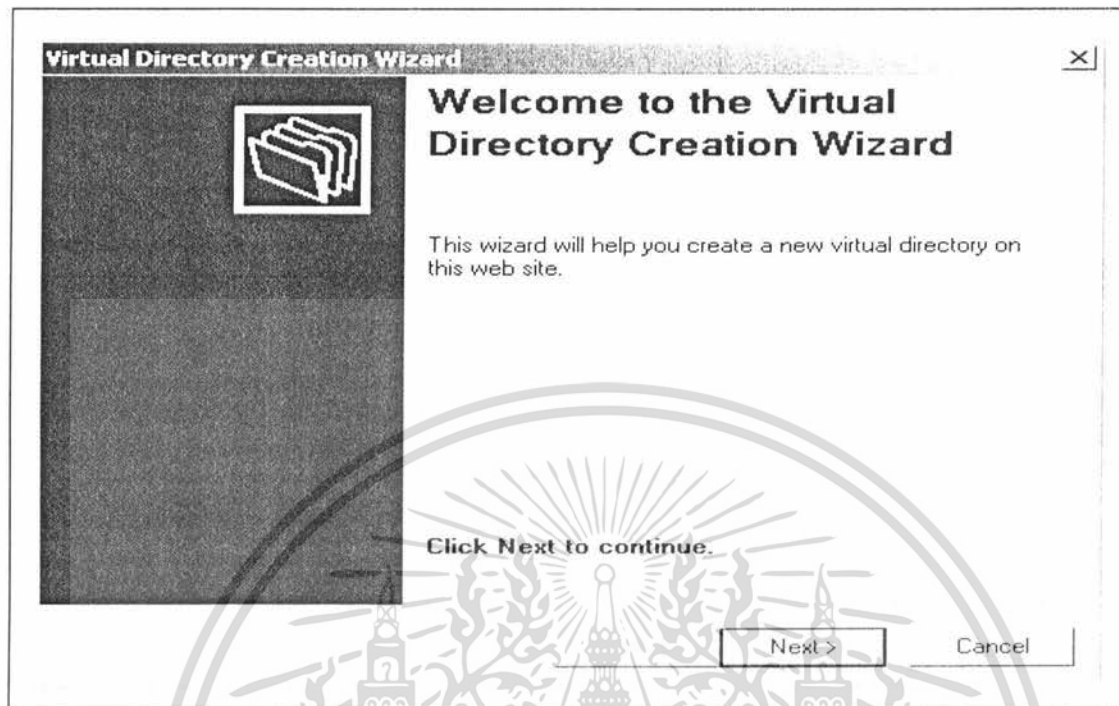 Virtual Directory Creation Wizard
Welcome to the Virtual
Directory Creation Wizard
This wizard will help you create a new virtual directory on
this web site.
Click Next to continue.
Next >
Cancel